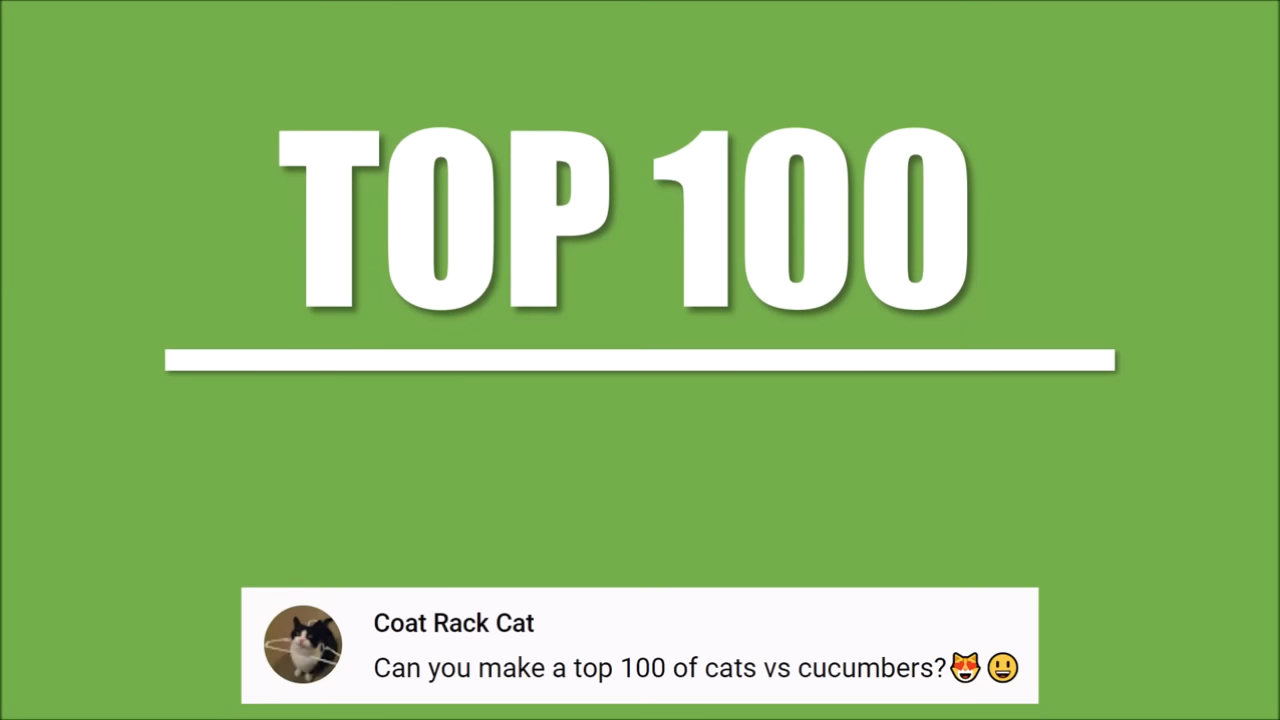 TOP 100
Coat Rack Cat
Can you make a top 100 of cats vs cucumbers?😻😃